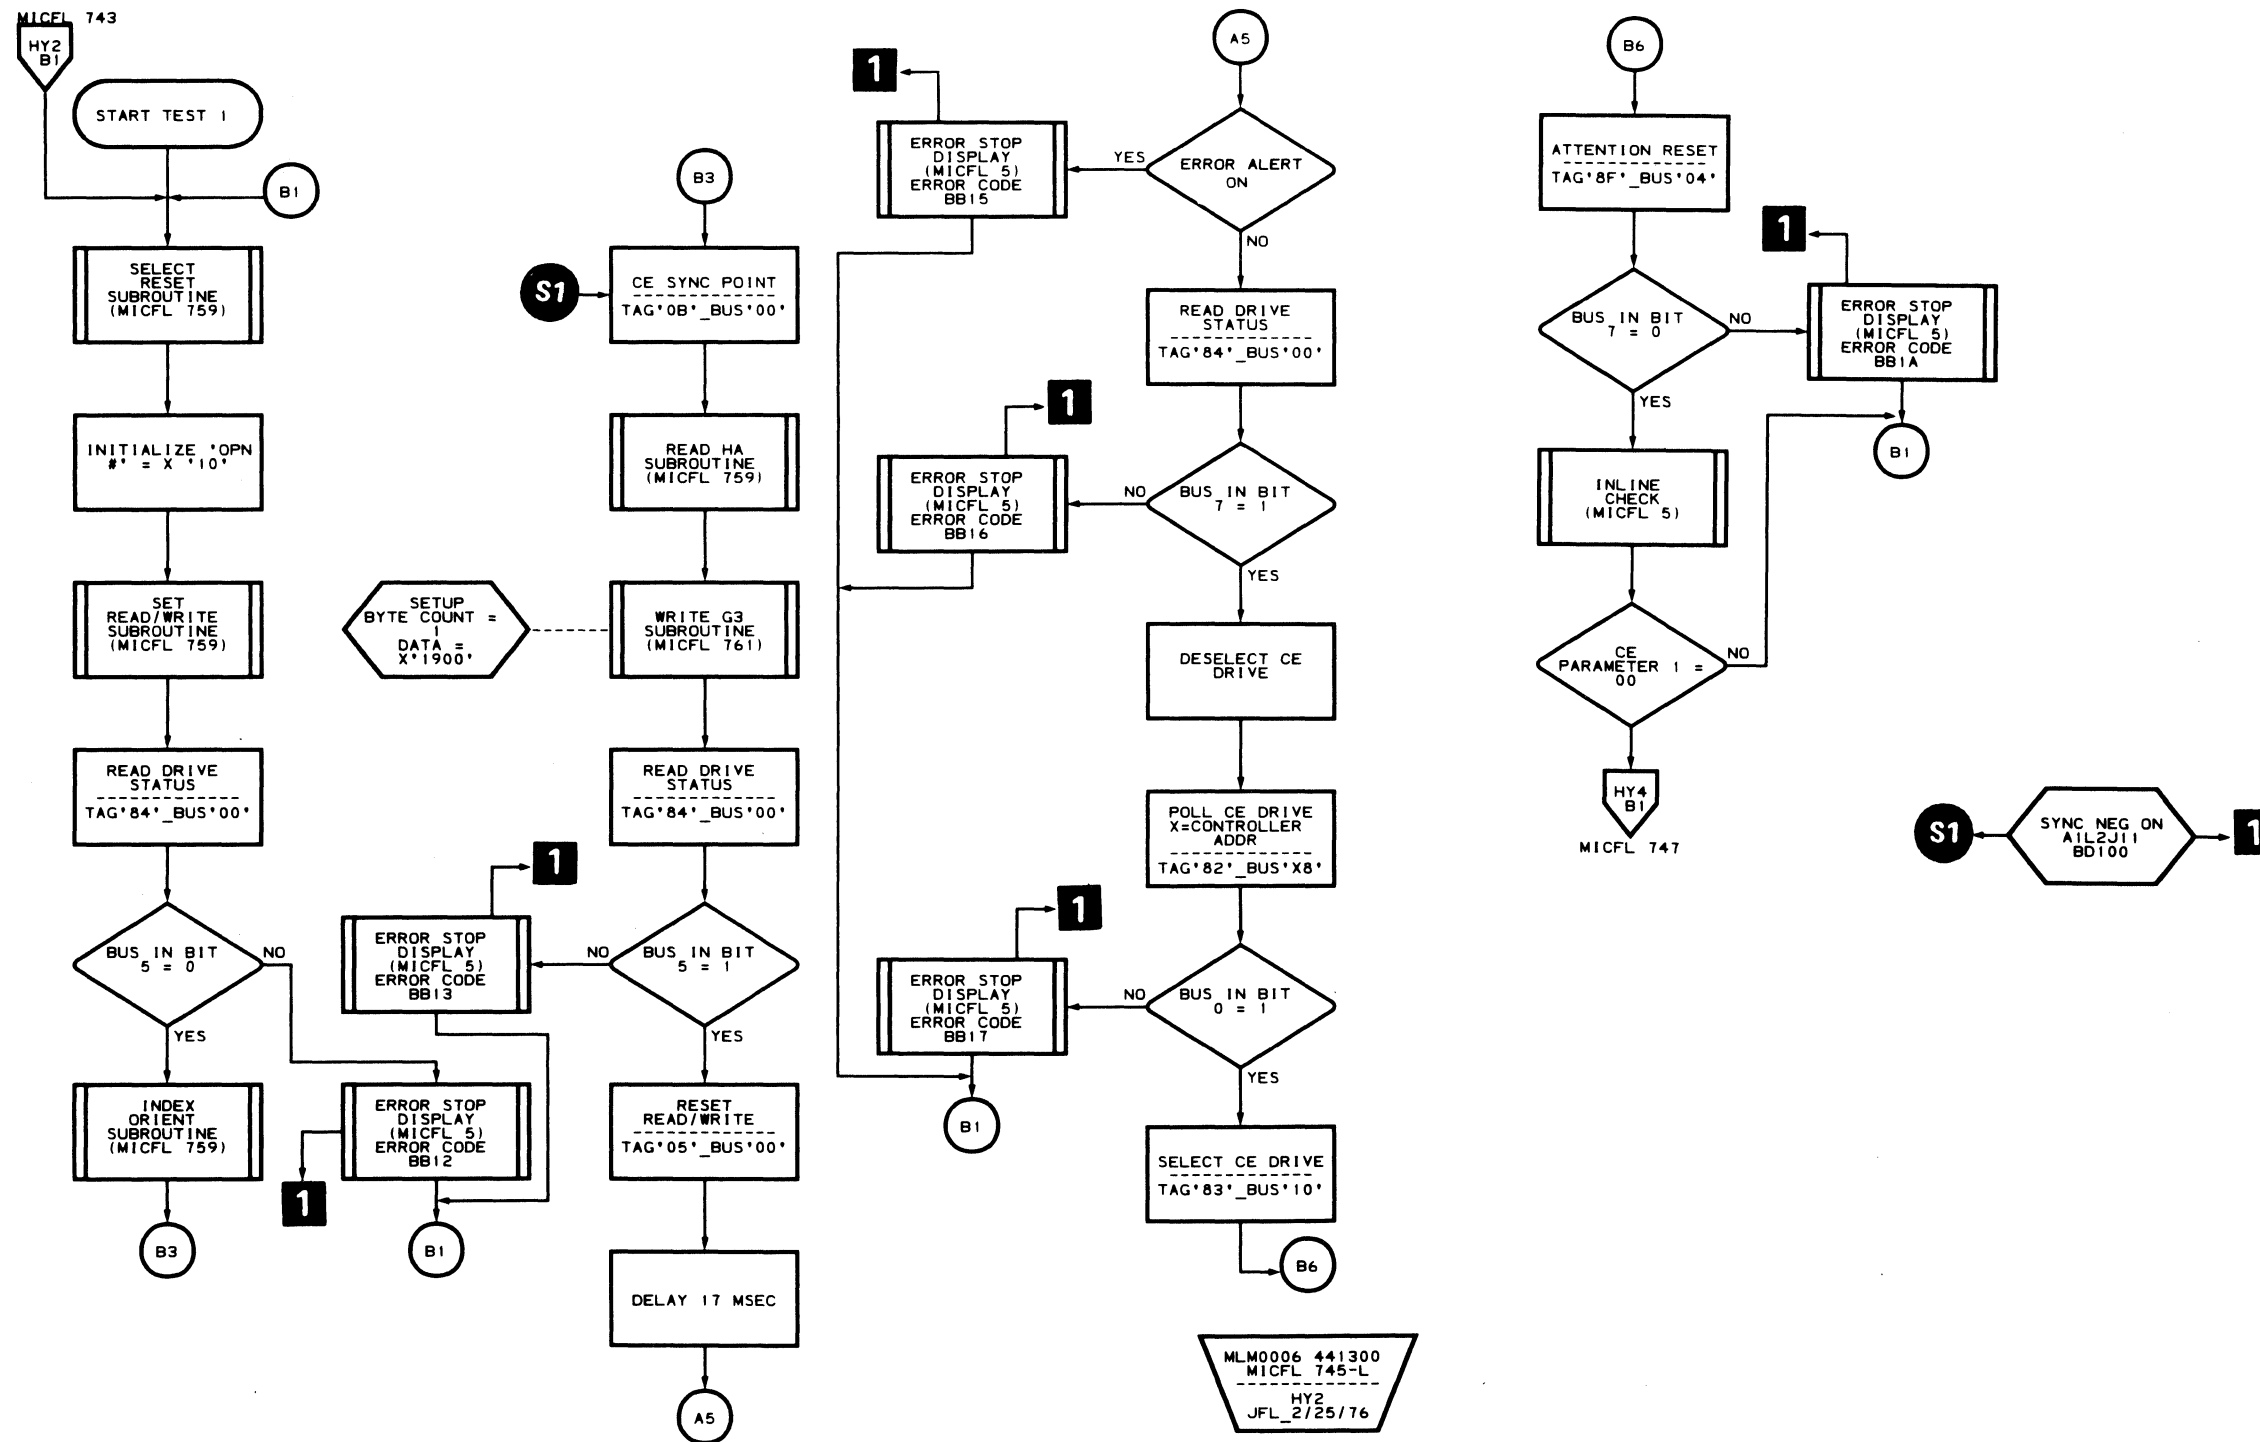 MICFL 743
HY2
B1
START TEST 1
B1
SELECT
RESET
SUBROUTINE
(MICFL 759)
INITIALIZE 'OPN
#' = X '10'
SET
READ/WRITE
SUBROUTINE
(MICFL 759)
READ DRIVE
STATUS
TAG'84'_BUS'00'
BUS IN BIT
5 = 0
NO
YES
INDEX
ORIENT
SUBROUTINE
(MICFL 759)
B3
ERROR STOP
DISPLAY
(MICFL 5)
ERROR CODE
BB12
1
B1
B3
S1
CE SYNC POINT
TAG'0B'_BUS'00'
READ HA
SUBROUTINE
(MICFL 759)
SETUP
BYTE COUNT =
1
DATA =
X'1900'
WRITE G3
SUBROUTINE
(MICFL 761)
READ DRIVE
STATUS
TAG'84'_BUS'00'
1
BUS IN BIT
5 = 1
NO
ERROR STOP
DISPLAY
(MICFL 5)
ERROR CODE
BB13
YES
RESET
READ/WRITE
TAG'05'_BUS'00'
DELAY 17 MSEC
A5
A5
1
ERROR ALERT
ON
YES
ERROR STOP
DISPLAY
(MICFL 5)
ERROR CODE
BB15
NO
READ DRIVE
STATUS
TAG'84'_BUS'00'
1
BUS IN BIT
7 = 1
NO
ERROR STOP
DISPLAY
(MICFL 5)
ERROR CODE
BB16
YES
DESELECT CE
DRIVE
POLL CE DRIVE
X=CONTROLLER
ADDR
TAG'82'_BUS'X8'
1
BUS IN BIT
0 = 1
NO
ERROR STOP
DISPLAY
(MICFL 5)
ERROR CODE
BB17
B1
YES
SELECT CE DRIVE
TAG'83'_BUS'10'
B6
B6
ATTENTION RESET
TAG'8F'_BUS'04'
1
BUS IN BIT
7 = 0
NO
ERROR STOP
DISPLAY
(MICFL 5)
ERROR CODE
BB1A
B1
YES
INLINE
CHECK
(MICFL 5)
CE
PARAMETER 1 =
00
NO
HY4
B1
MICFL 747
S1
SYNC NEG ON
A1L2J11
BD100
1
MLM0006 441300
MICFL 745-L
HY2
JFL_2/25/76